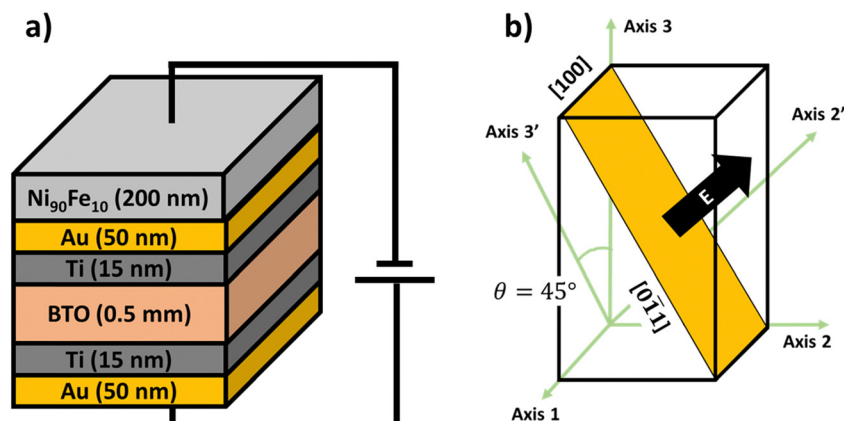 a)
Ni₉₀Fe₁₀ (200 nm)
Au (50 nm)
Ti (15 nm)
BTO (0.5 mm)
Ti (15 nm)
Au (50 nm)
b)
Axis 3
[100]
Axis 3'
Axis 2'
E
θ = 45°
[01̅1]
Axis 2
Axis 1